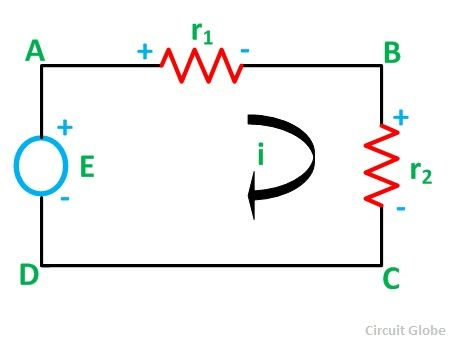 r₁
A + - B
+ +
E i r₂
- -
D C
Circuit Globe